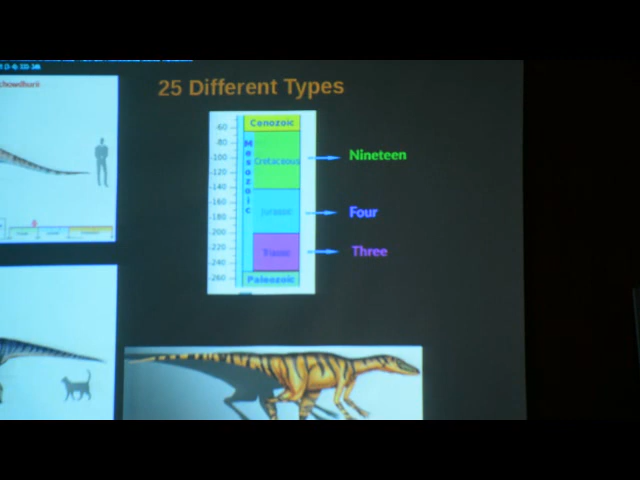 25 Different Types
Cenozoic
-60
-80
-100
-120
-140
-160
-180
-200
-220
-240
-260
Mesozoic
Cretaceous
Jurassic
Triassic
Paleozoic
Nineteen
Four
Three